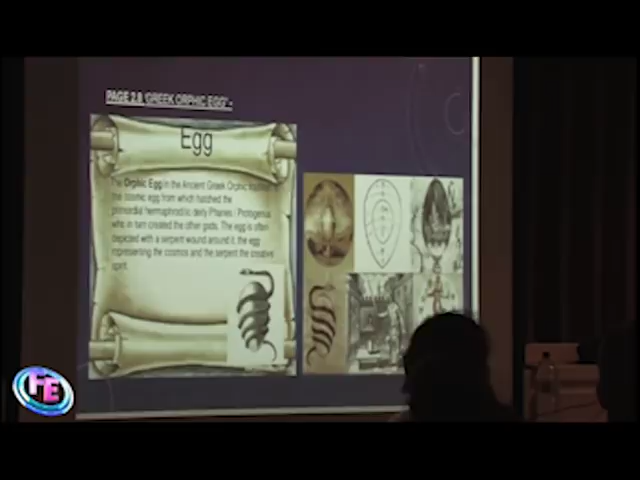 PAGE 2.8 'GREEK ORPHIC EGG' -
Egg
The Orphic Egg in the Ancient Greek Orphic
the cosmic egg from which hatched the
primordial hermaphroditic deity Phanes / Protogenus
who in turn created the other gods. The egg is often
depicted with a serpent wound around it, the egg
representing the cosmos and the serpent the creative
spirit.
FE